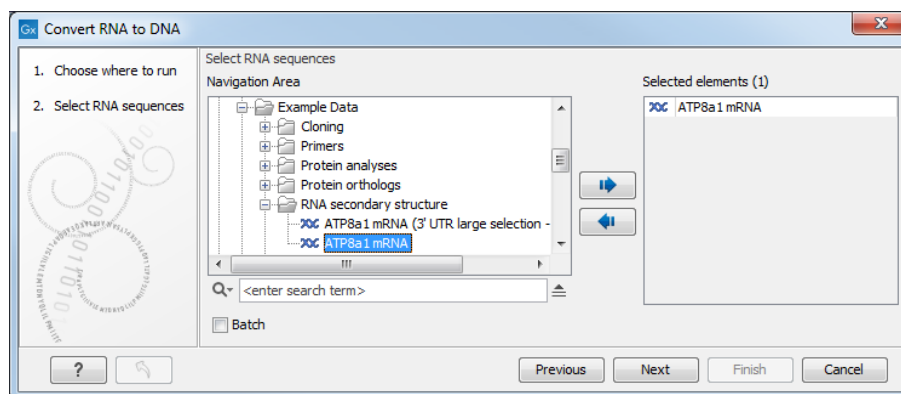 Gx Convert RNA to DNA
1. Choose where to run
2. Select RNA sequences
Select RNA sequences
Navigation Area
Example Data
Cloning
Primers
Protein analyses
Protein orthologs
RNA secondary structure
ATP8a1 mRNA (3' UTR large selection -
ATP8a1 mRNA
<enter search term>
Batch
Selected elements (1)
ATP8a1 mRNA
?
Previous Next Finish Cancel